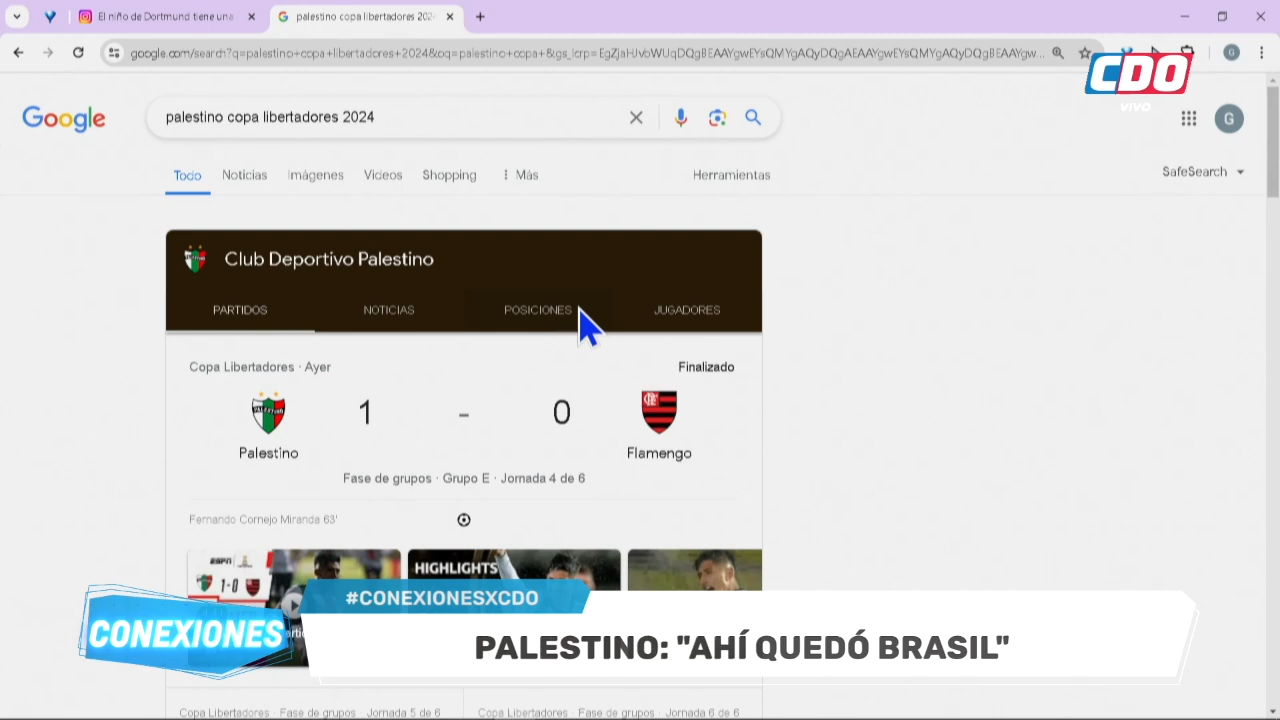 El niño de Dortmund tiene una
palestino copa libertadores 202
google.com/search?q=palestino+copa+libertadores+2024&oq=palestino+copa+&gs_lcrp=
G
CDO
VIVO
Google
palestino copa libertadores 2024
G
Todo
Noticias
Imágenes
Videos
Shopping
Más
Herramientas
SafeSearch
Club Deportivo Palestino
PARTIDOS
NOTICIAS
POSICIONES
JUGADORES
Copa Libertadores · Ayer
Finalizado
PALESTINO
1 - 0
Palestino
Flamengo
Fase de grupos · Grupo E · Jornada 4 de 6
Fernando Cornejo Miranda 63'
ESPN
1-0
HIGHLIGHTS
#CONEXIONESXCDO
CONEXIONES
PALESTINO: "AHÍ QUEDÓ BRASIL"
Copa Libertadores · Fase de grupos · Jornada 5 de 6
Copa Libertadores · Fase de grupos · Jornada 6 de 6